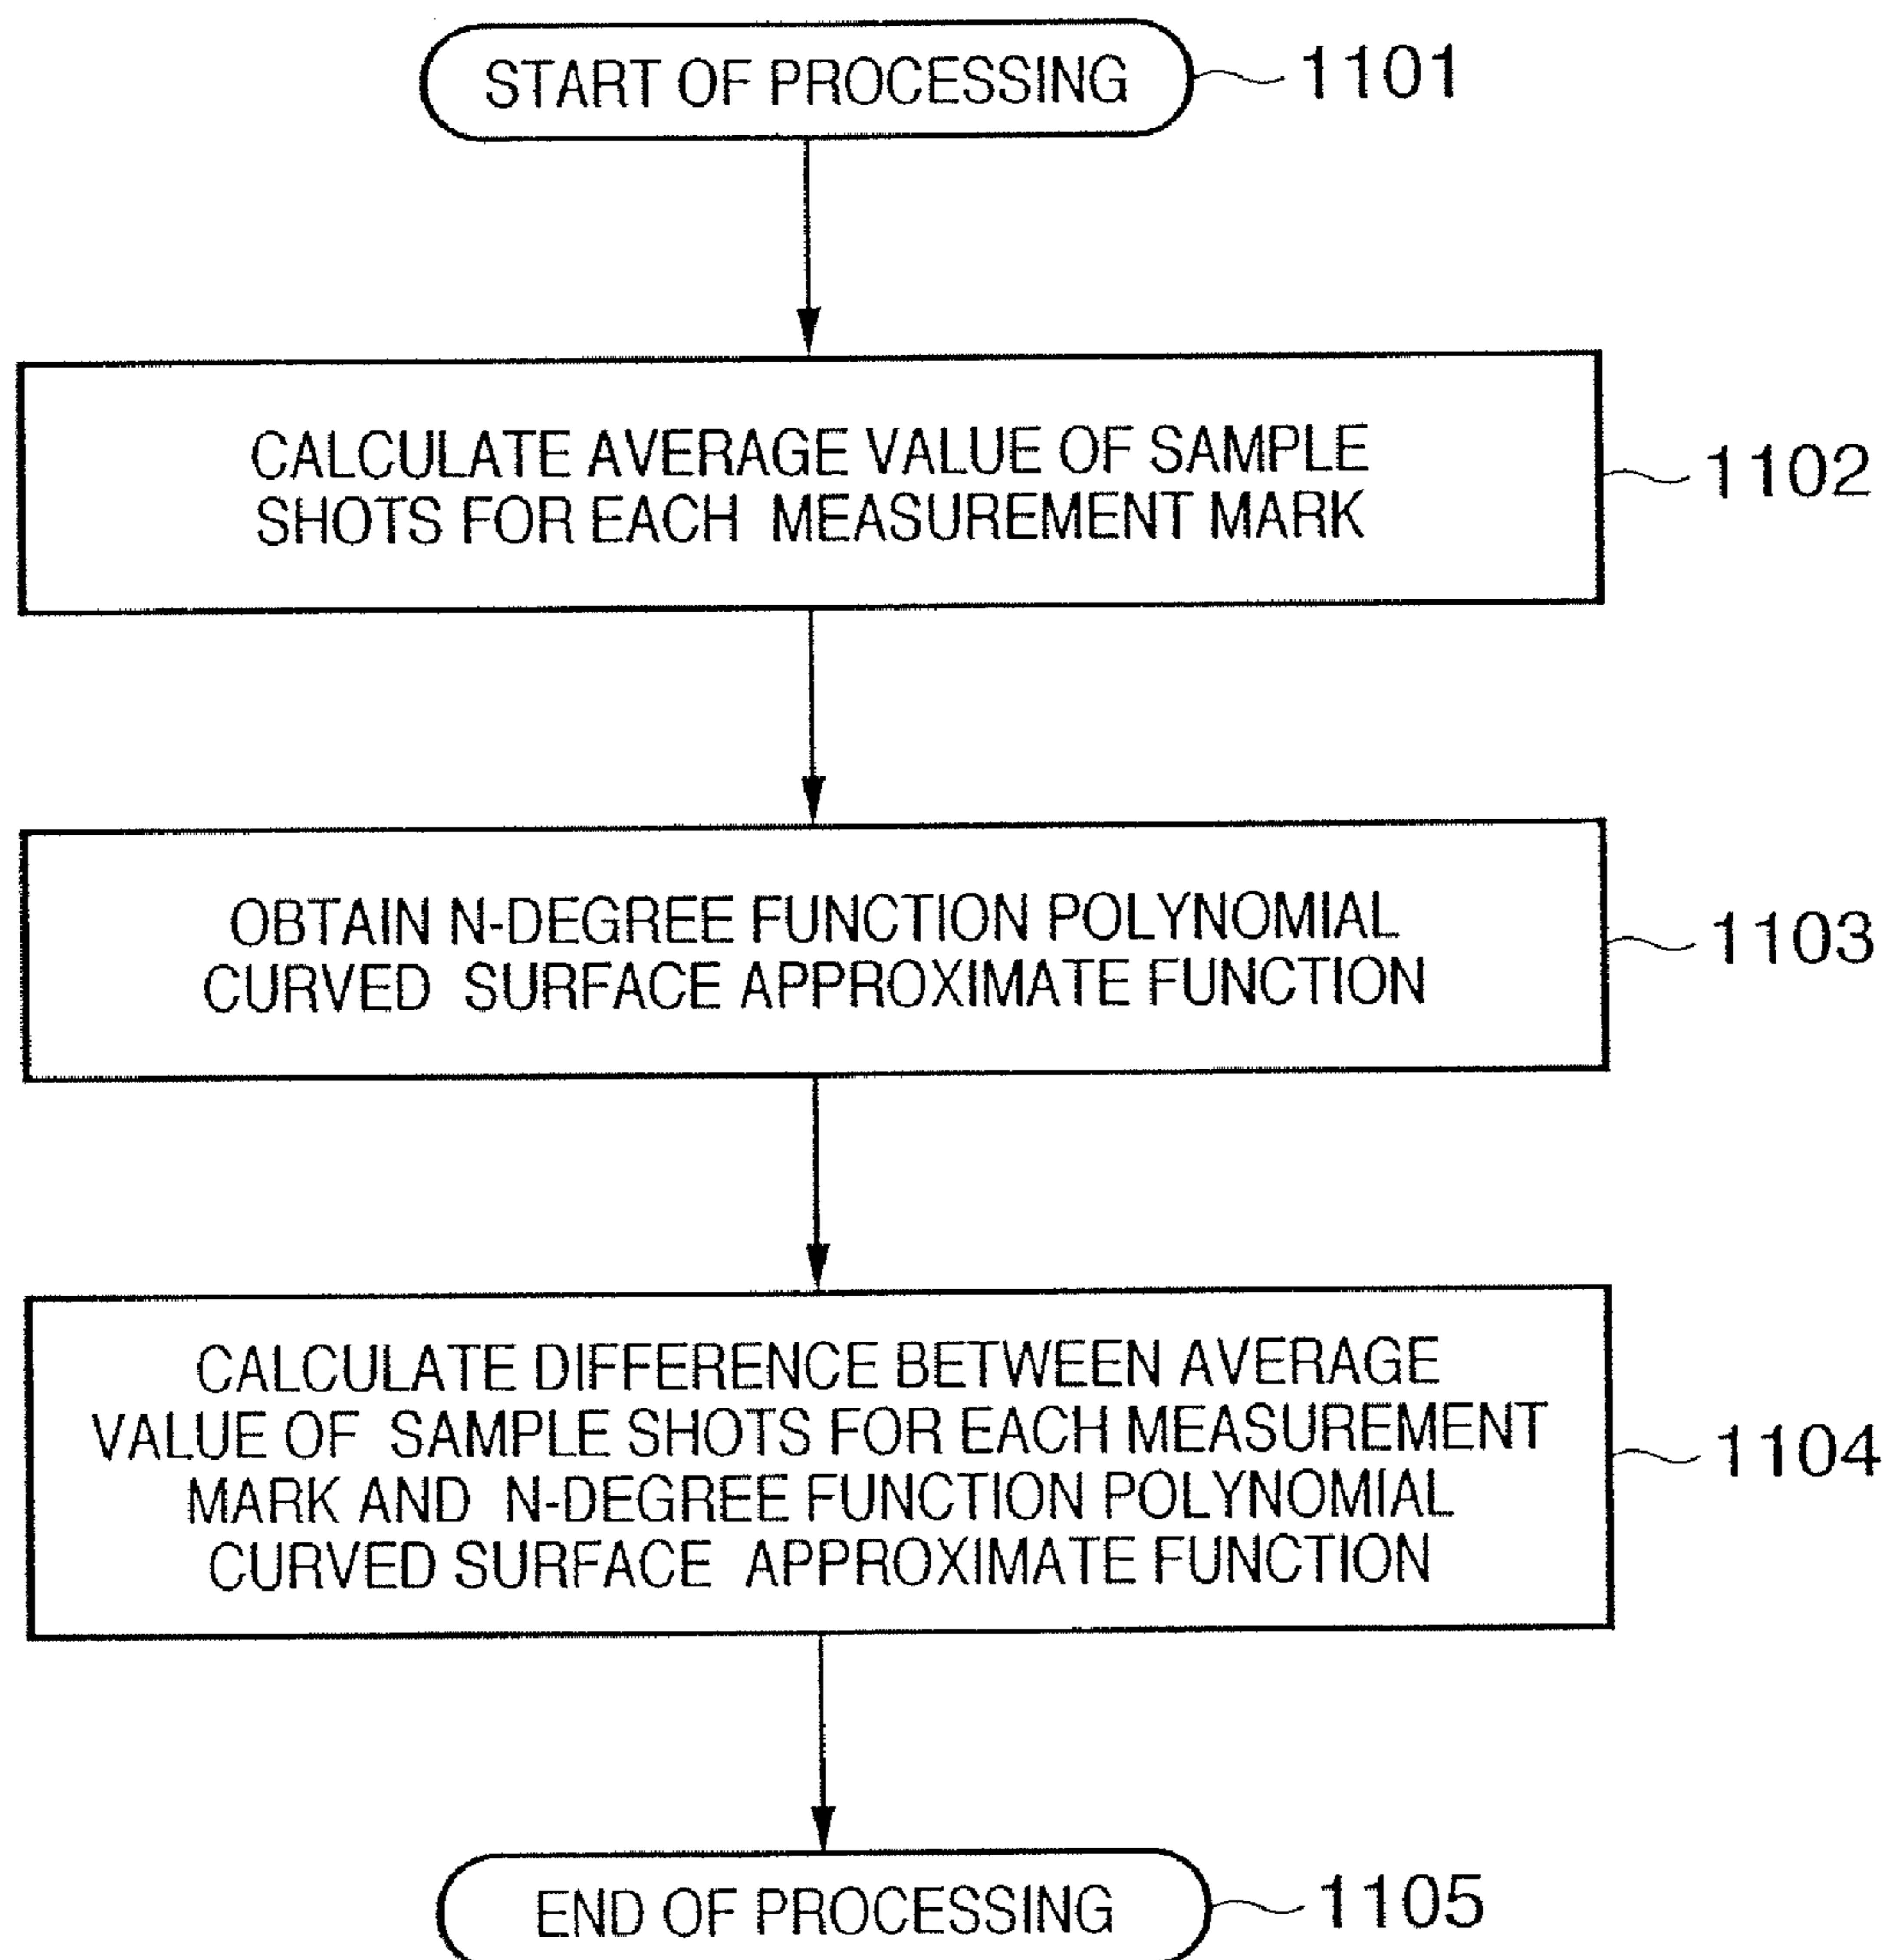 START OF PROCESSING
1101
CALCULATE AVERAGE VALUE OF SAMPLE
SHOTS FOR EACH MEASUREMENT MARK
1102
OBTAIN N-DEGREE FUNCTION POLYNOMIAL
CURVED SURFACE APPROXIMATE FUNCTION
1103
CALCULATE DIFFERENCE BETWEEN AVERAGE
VALUE OF SAMPLE SHOTS FOR EACH MEASUREMENT
MARK AND N-DEGREE FUNCTION POLYNOMIAL
CURVED SURFACE APPROXIMATE FUNCTION
1104
END OF PROCESSING
1105